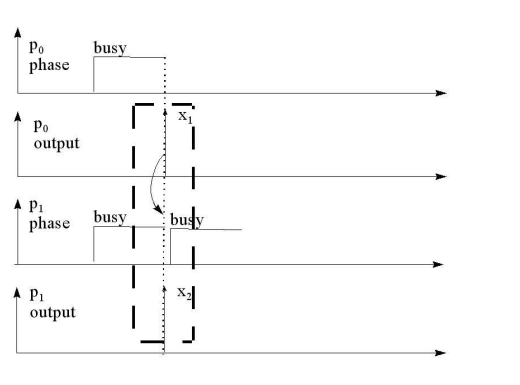 p0 phase
busy
p0 output
x1
p1 phase
busy
busy
p1 output
x2